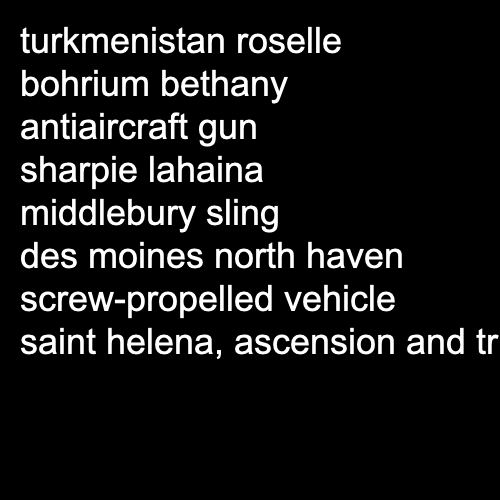 turkmenistan roselle
bohrium bethany
antiaircraft gun
sharpie lahaina
middlebury sling
des moines north haven
screw-propelled vehicle
saint helena, ascension and tr